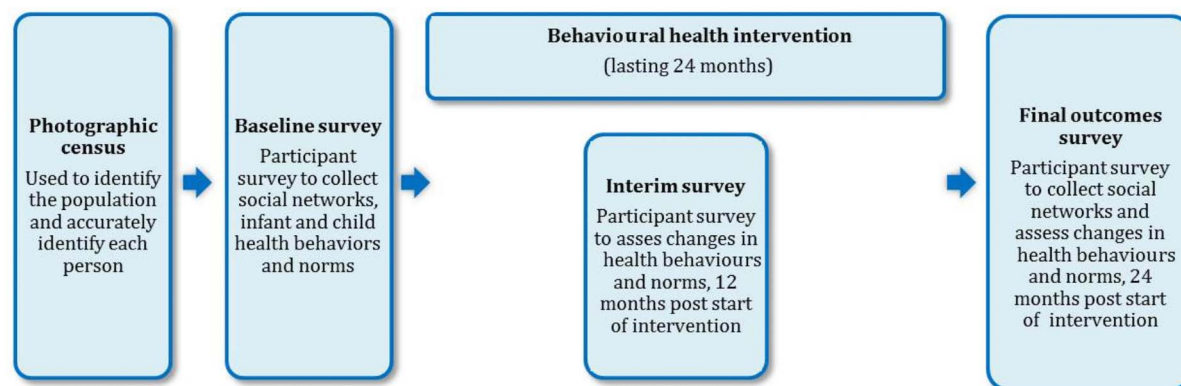 Photographic
census
Used to identify
the population
and accurately
identify each
person
Baseline survey
Participant
survey to collect
social networks,
infant and child
health behaviors
and norms
Behavioural health intervention
(lasting 24 months)
Interim survey
Participant survey
to asses changes in
health behaviours
and norms, 12
months post start
of intervention
Final outcomes
survey
Participant survey
to collect social
networks and
assess changes in
health behaviours
and norms, 24
months post start
of intervention